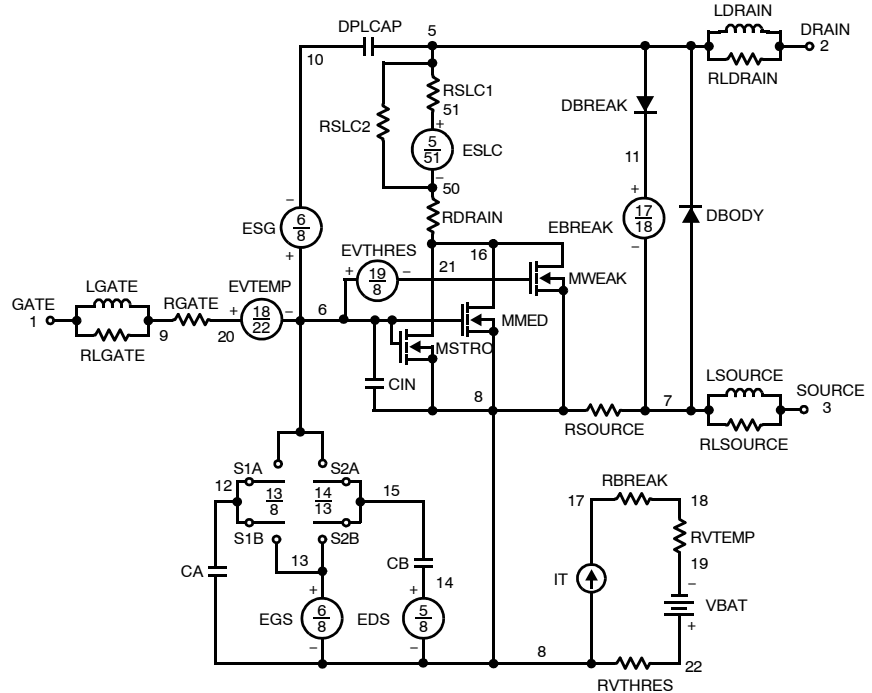 LDRAIN
DPLCAP 5 DRAIN
10 2
RSLC1 RLDRAIN
51 DBREAK
RSLC2 +
5/51 ESLC
11
− 50
− RDRAIN +
ESG 6/8 EBREAK 17/18 DBODY
+ EVTHRES 16 −
+ 19/8 − 21 MWEAK
LGATE EVTEMP
GATE RGATE + 18/22 − 6
1 MMED
9 20 MSTRO
RLGATE
CIN LSOURCE
8 7 SOURCE
3
RSOURCE RLSOURCE
S1A S2A
12 13/8 14/13 15 RBREAK
17 18
S1B S2B RVTEMP
13 CB 19
CA IT −
+ + 14 VBAT
EGS 6/8 EDS 5/8 +
− − 8 22
RVTHRES